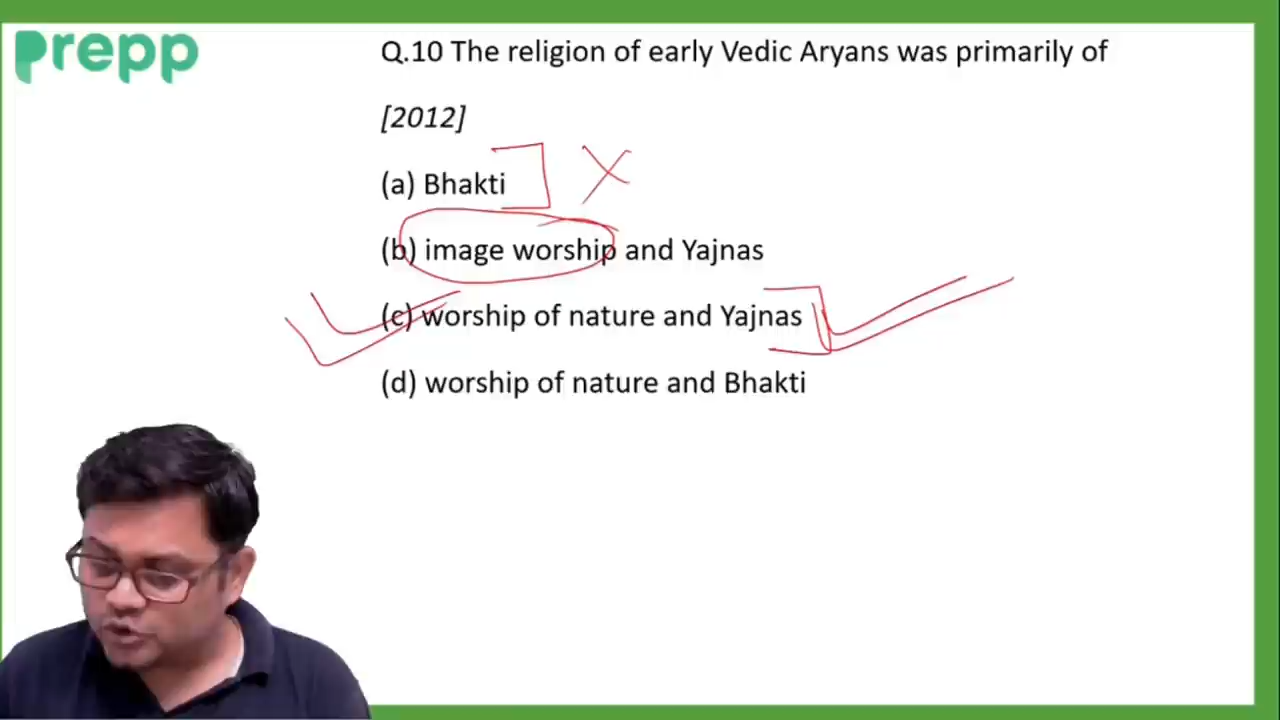 prepp
Q.10 The religion of early Vedic Aryans was primarily of
[2012]
(a) Bhakti
(b) image worship and Yajnas
(c) worship of nature and Yajnas
(d) worship of nature and Bhakti